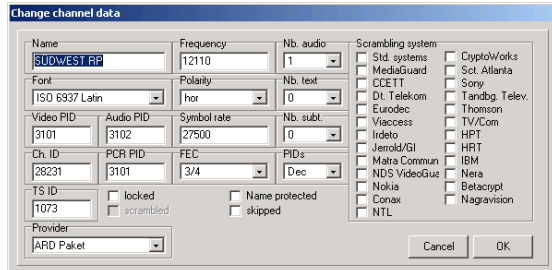 Change channel data
Name
SÜDWEST RP
Frequency
12110
Nb. audio
1
Font
ISO 6937 Latin
Polarity
hor
Nb. text
0
Video PID
3101
Audio PID
3102
Symbol rate
27500
Nb. subt.
0
Ch. ID
28231
PCR PID
3101
FEC
3/4
PIDs
Dec
TS ID
1073
locked
scrambled
Name protected
skipped
Provider
ARD Paket
Scrambling system
Std. systems
MediaGuard
CCETT
Dt. Telekom
Eurodec
Viaccess
Irdeto
Jerrold/GI
Matra Commun
NDS VideoGua
Nokia
Conax
NTL
CryptoWorks
Sct. Atlanta
Sony
Tandbg. Telev.
Thomson
TV/Com
HPT
HRT
IBM
Nera
Betacrypt
Nagravision
Cancel
OK